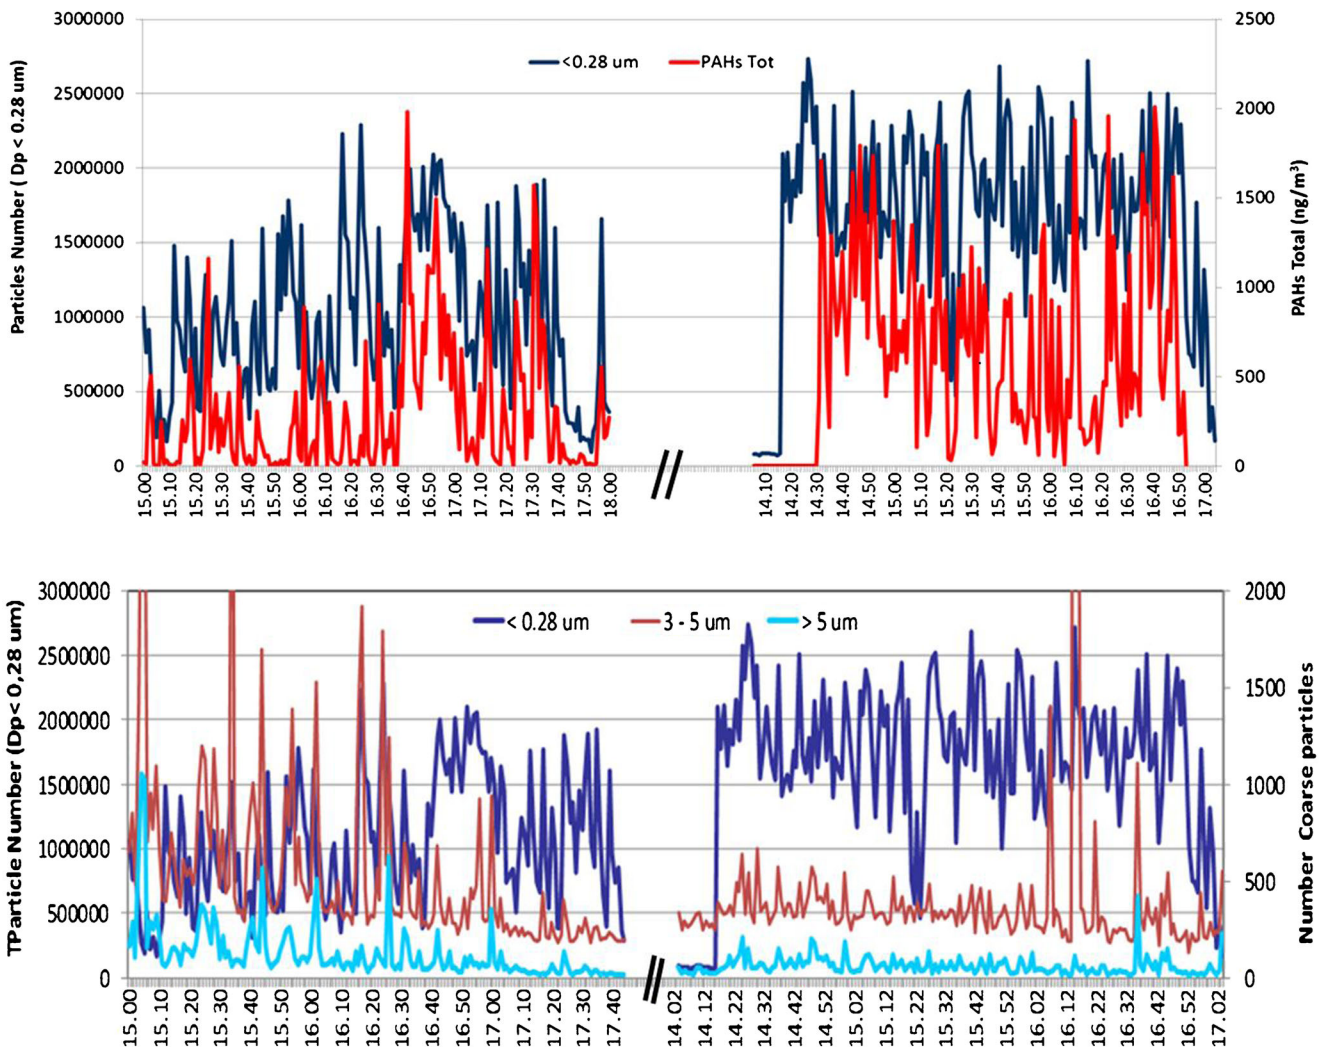 3000000
2500000
2000000
1500000
1000000
500000
0
Particles Number ( Dp < 0.28 um)
<0.28 um
PAHs Tot
2500
2000
1500
1000
500
0
PAHs Total (ng/m³)
15.00 15.10 15.20 15.30 15.40 15.50 16.00 16.10 16.20 16.30 16.40 16.50 17.00 17.10 17.20 17.30 17.40 17.50 18.00 14.10 14.20 14.30 14.40 14.50 15.00 15.10 15.20 15.30 15.40 15.50 16.00 16.10 16.20 16.30 16.40 16.50 17.00
3000000
2500000
2000000
1500000
1000000
500000
0
TParticle Number (Dp< 0,28 um)
< 0.28 um
3 - 5 um
> 5 um
2000
1500
1000
500
0
Number Coarse particles
15.00 15.10 15.20 15.30 15.40 15.50 16.00 16.10 16.20 16.30 16.40 16.50 17.00 17.10 17.20 17.30 17.40 14.02 14.12 14.22 14.32 14.42 14.52 15.02 15.12 15.22 15.32 15.42 15.52 16.02 16.12 16.22 16.32 16.42 16.52 17.02